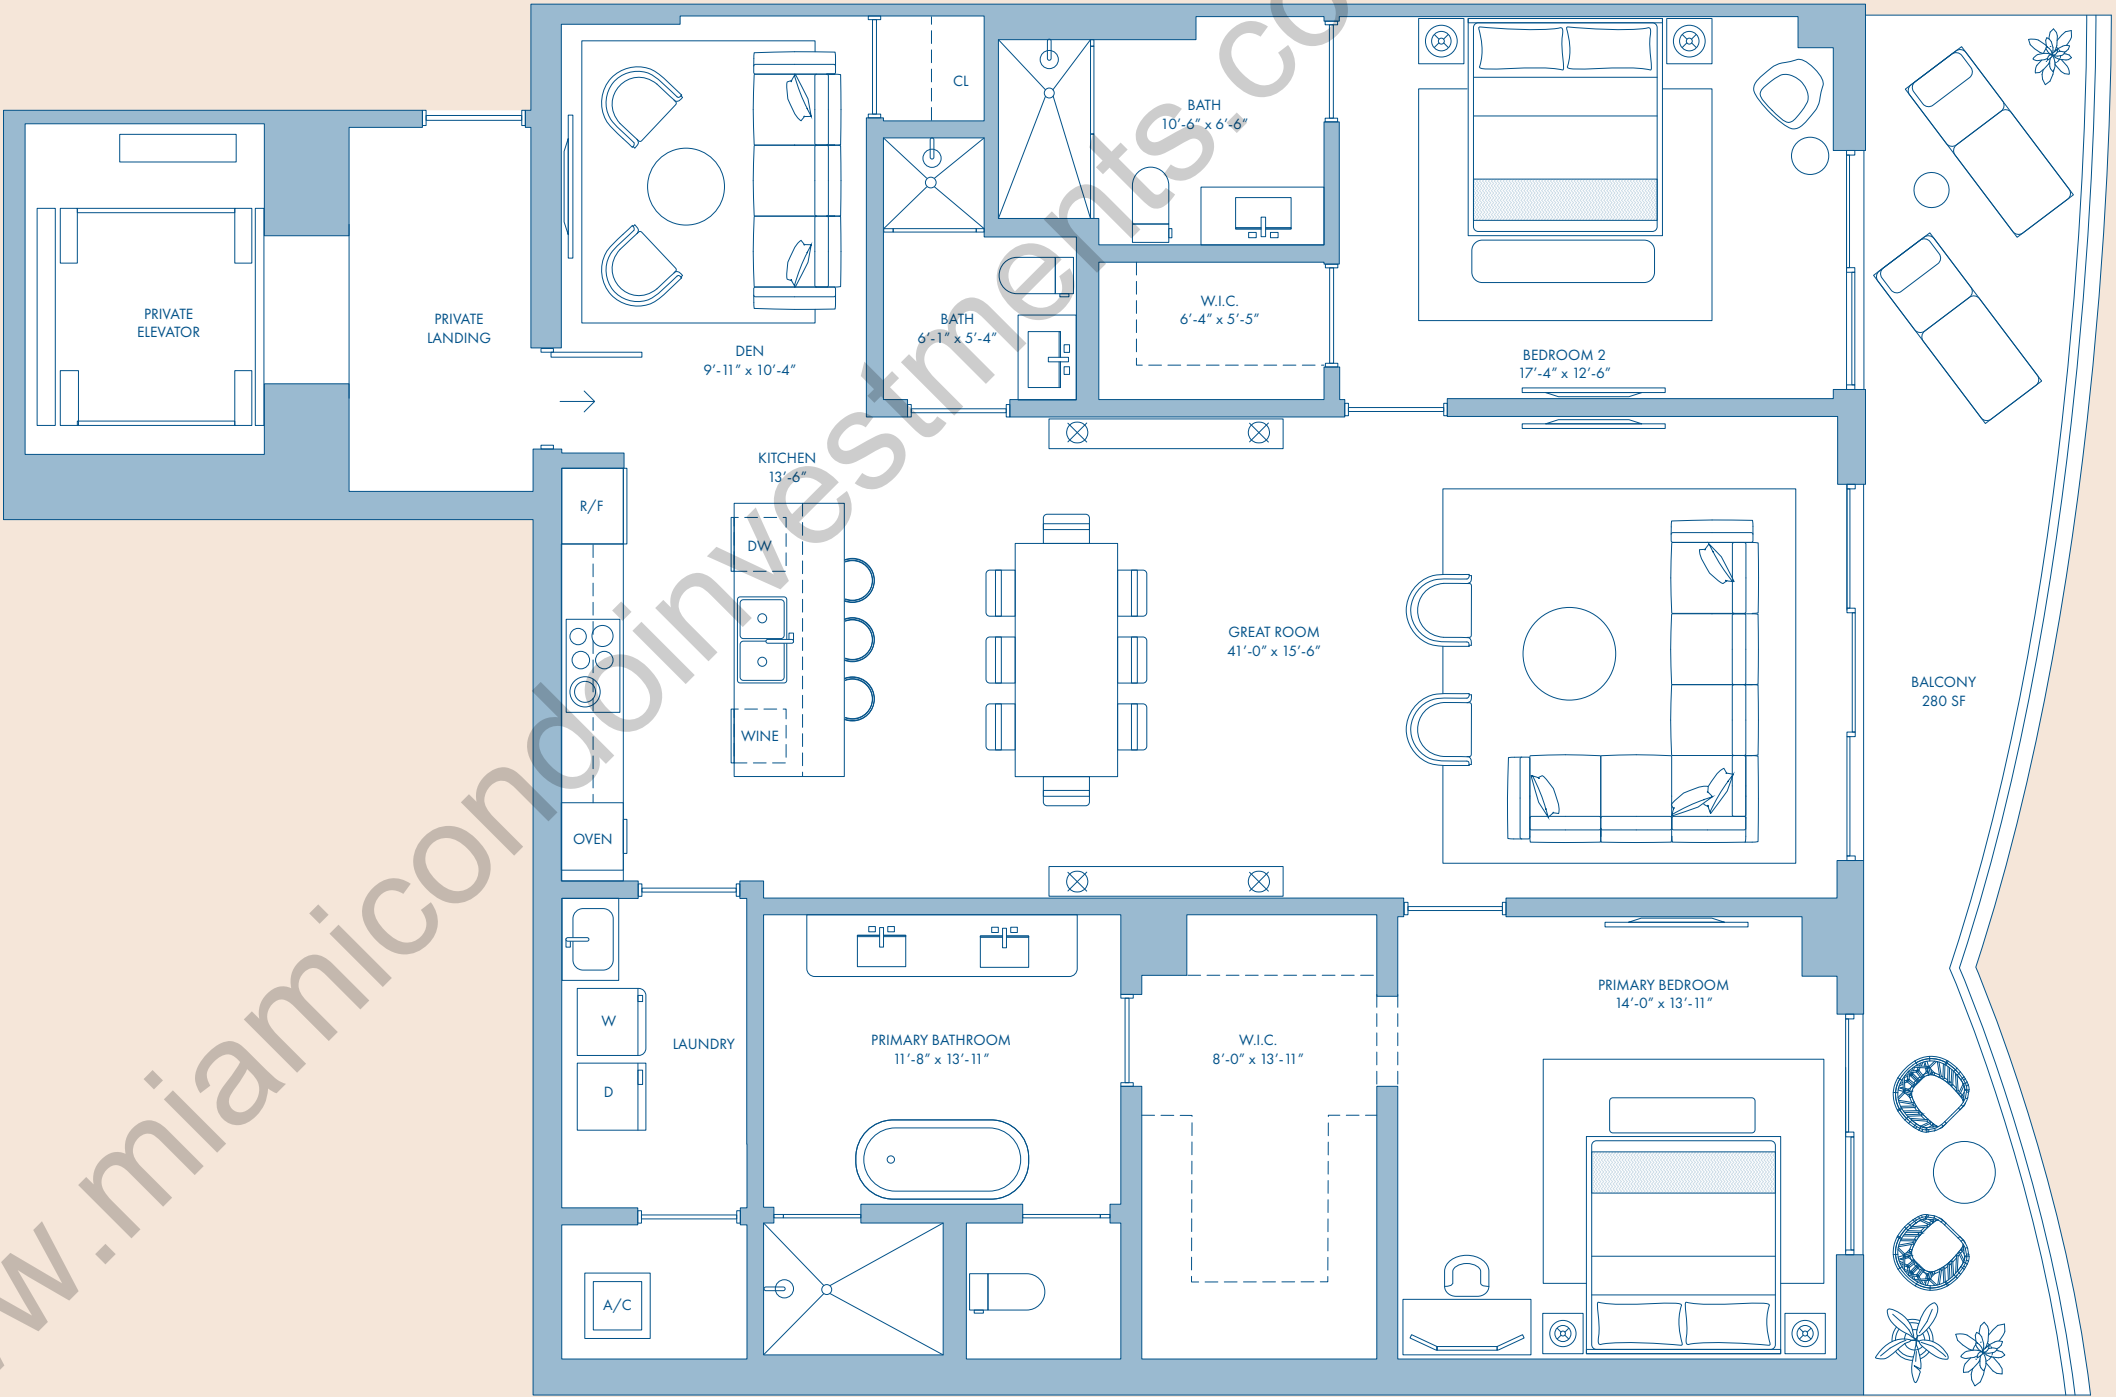 CL
BATH
10'-6" x 6'-6"
PRIVATE
ELEVATOR
PRIVATE
LANDING
DEN
9'-11" x 10'-4"
BATH
6'-1" x 5'-4"
W.I.C.
6'-4" x 5'-5"
BEDROOM 2
17'-4" x 12'-6"
KITCHEN
13'-6"
R/F
DW
WINE
OVEN
GREAT ROOM
41'-0" x 15'-6"
BALCONY
280 SF
W
D
LAUNDRY
A/C
PRIMARY BATHROOM
11'-8" x 13'-11"
W.I.C.
8'-0" x 13'-11"
PRIMARY BEDROOM
14'-0" x 13'-11"
w.miamicondoinvestments.co